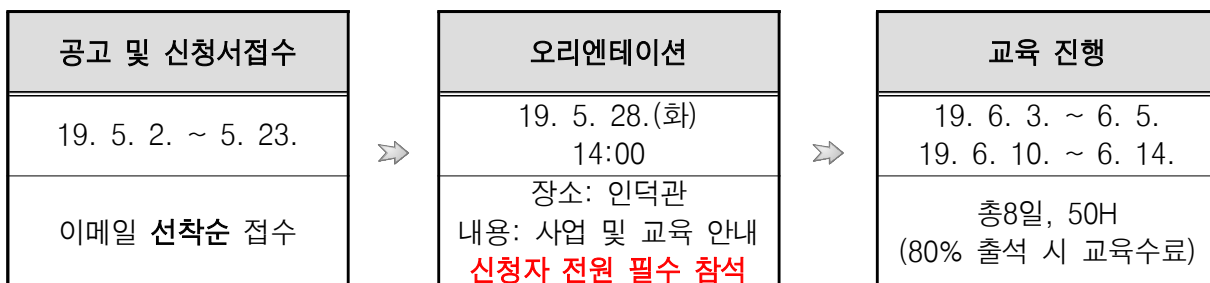 공고 및 신청서접수
19. 5. 2. ~ 5. 23.
이메일 선착순 접수
오리엔테이션
19. 5. 28.(화)
14:00
장소: 인덕관
내용: 사업 및 교육 안내
신청자 전원 필수 참석
교육 진행
19. 6. 3. ~ 6. 5.
19. 6. 10. ~ 6. 14.
총8일, 50H
(80% 출석 시 교육수료)